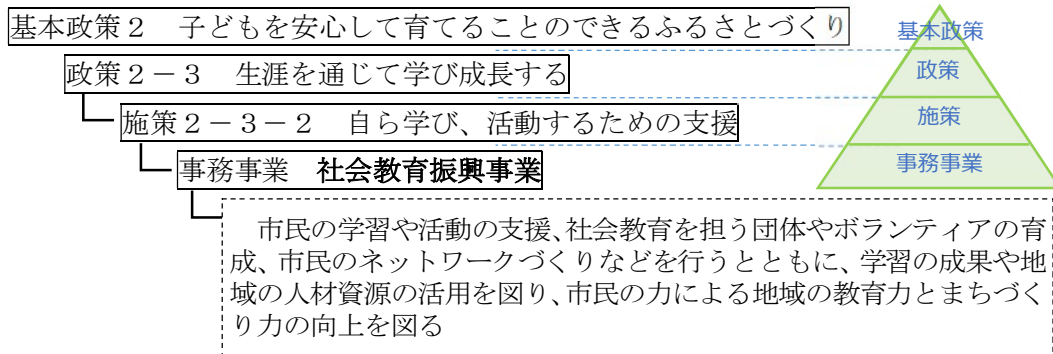 基本政策２　子どもを安心して育てることのできるふるさとづくり
政策２－３　生涯を通じて学び成長する
施策２－３－２　自ら学び、活動するための支援
事務事業　社会教育振興事業
市民の学習や活動の支援、社会教育を担う団体やボランティアの育
成、市民のネットワークづくりなどを行うとともに、学習の成果や地
域の人材資源の活用を図り、市民の力による地域の教育力とまちづく
り力の向上を図る
基本政策
政策
施策
事務事業